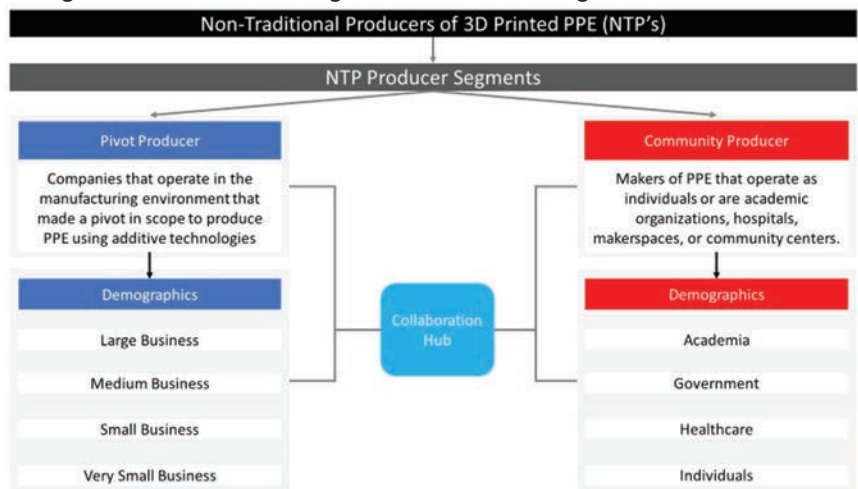 Non-Traditional Producers of 3D Printed PPE (NTP's)
NTP Producer Segments
Pivot Producer
Companies that operate in the
manufacturing environment that
made a pivot in scope to produce
PPE using additive technologies
Demographics
Large Business
Medium Business
Small Business
Very Small Business
Collaboration
Hub
Community Producer
Makers of PPE that operate as
individuals or are academic
organizations, hospitals,
makerspaces, or community centers.
Demographics
Academia
Government
Healthcare
Individuals